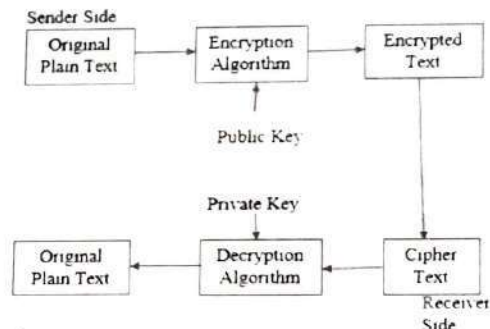 Sender Side
Original
Plain Text
Encryption
Algorithm
Encrypted
Text
Public Key
Private Key
Original
Plain Text
Decryption
Algorithm
Cipher
Text
Receiver
Side